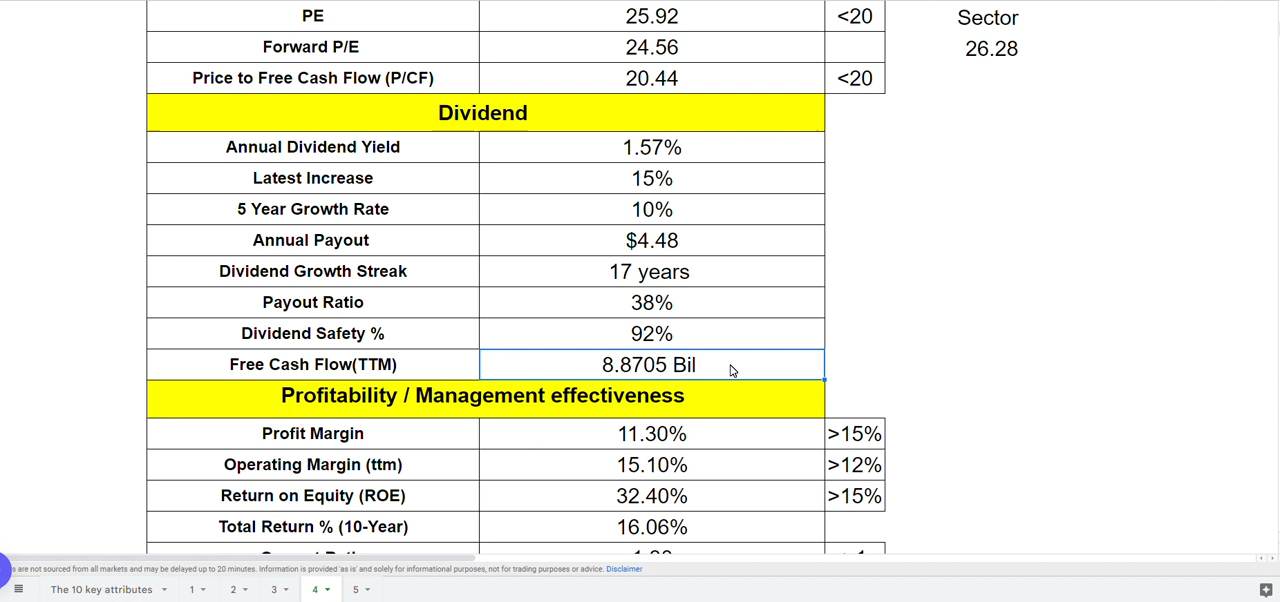 PE 25.92 <20 Sector
Forward P/E 24.56 26.28
Price to Free Cash Flow (P/CF) 20.44 <20
Dividend
Annual Dividend Yield 1.57%
Latest Increase 15%
5 Year Growth Rate 10%
Annual Payout $4.48
Dividend Growth Streak 17 years
Payout Ratio 38%
Dividend Safety % 92%
Free Cash Flow(TTM) 8.8705 Bil
Profitability / Management effectiveness
Profit Margin 11.30% >15%
Operating Margin (ttm) 15.10% >12%
Return on Equity (ROE) 32.40% >15%
Total Return % (10-Year) 16.06%
s are not sourced from all markets and may be delayed up to 20 minutes. Information is provided 'as is' and solely for informational purposes, not for trading purposes or advice. Disclaimer
The 10 key attributes 1 2 3 4 5